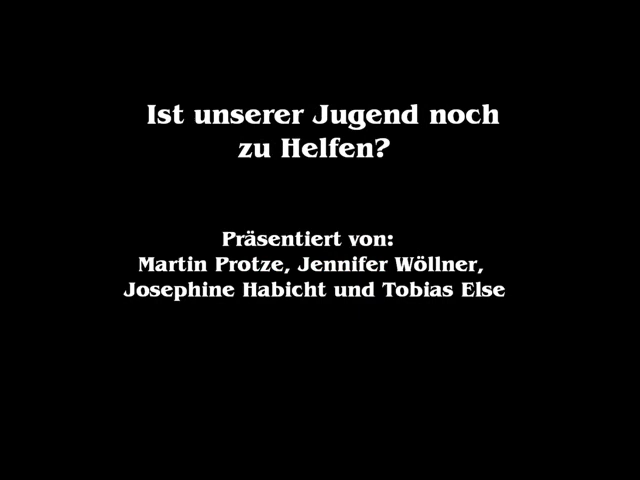 Ist unserer Jugend noch
zu Helfen?
Präsentiert von:
Martin Protze, Jennifer Wöllner,
Josephine Habicht und Tobias Else